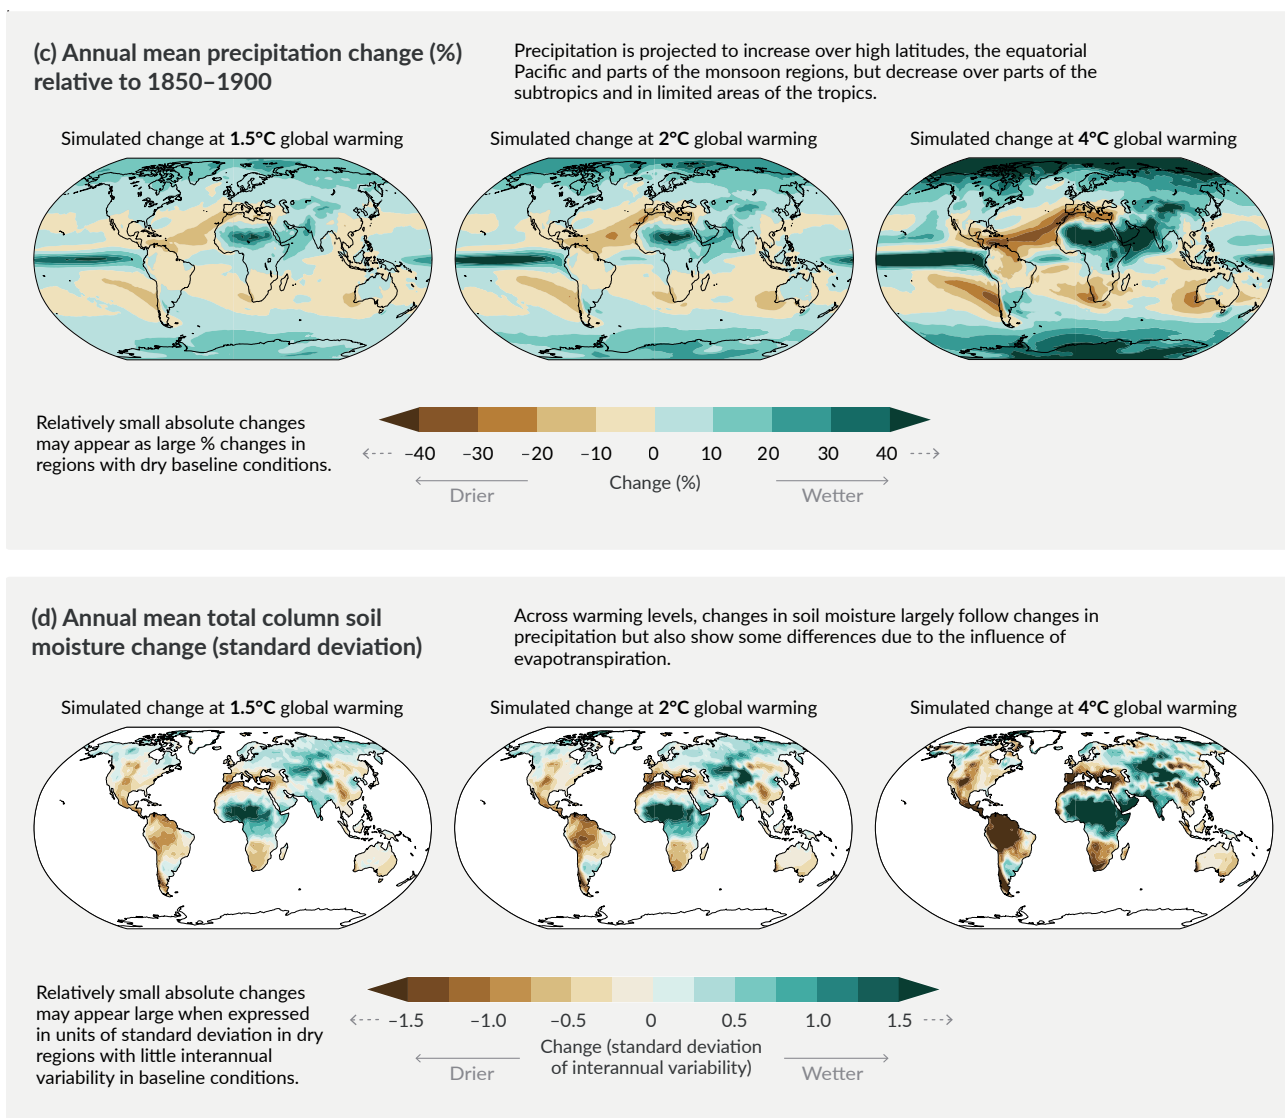 (c) Annual mean precipitation change (%)
relative to 1850–1900
Precipitation is projected to increase over high latitudes, the equatorial
Pacific and parts of the monsoon regions, but decrease over parts of the
subtropics and in limited areas of the tropics.
Simulated change at 1.5°C global warming
Simulated change at 2°C global warming
Simulated change at 4°C global warming
Relatively small absolute changes
may appear as large % changes in
regions with dry baseline conditions.
–40 –30 –20 –10 0 10 20 30 40
Change (%)
Drier
Wetter
(d) Annual mean total column soil
moisture change (standard deviation)
Across warming levels, changes in soil moisture largely follow changes in
precipitation but also show some differences due to the influence of
evapotranspiration.
Simulated change at 1.5°C global warming
Simulated change at 2°C global warming
Simulated change at 4°C global warming
Relatively small absolute changes
may appear large when expressed
in units of standard deviation in dry
regions with little interannual
variability in baseline conditions.
–1.5 –1.0 –0.5 0 0.5 1.0 1.5
Change (standard deviation
of interannual variability)
Drier
Wetter